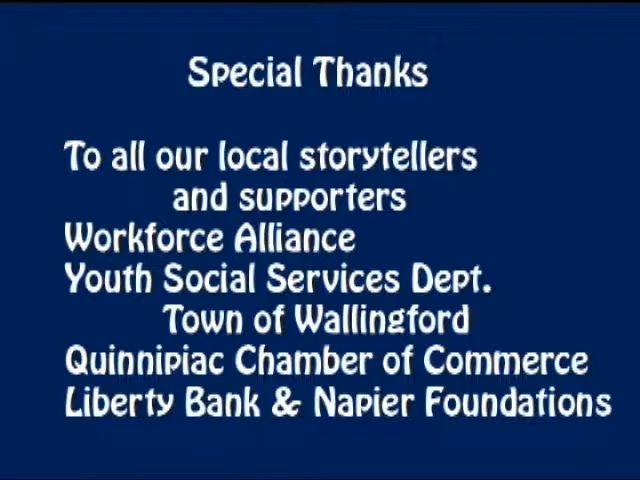 Special Thanks
To all our local storytellers
and supporters
Workforce Alliance
Youth Social Services Dept.
Town of Wallingford
Quinnipiac Chamber of Commerce
Liberty Bank & Napier Foundations